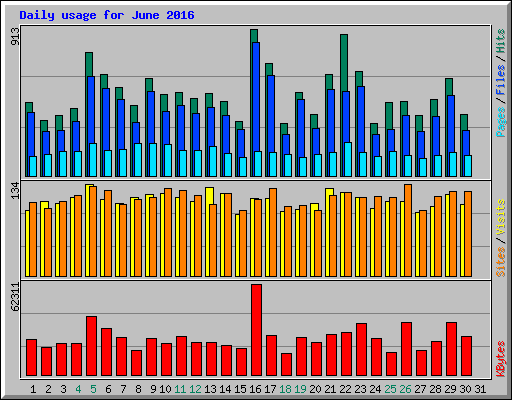 Daily usage for June 2016
913
Pages / Files / Hits
134
Sites / Visits
62311
KBytes
1 2 3 4 5 6 7 8 9 10 11 12 13 14 15 16 17 18 19 20 21 22 23 24 25 26 27 28 29 30 31